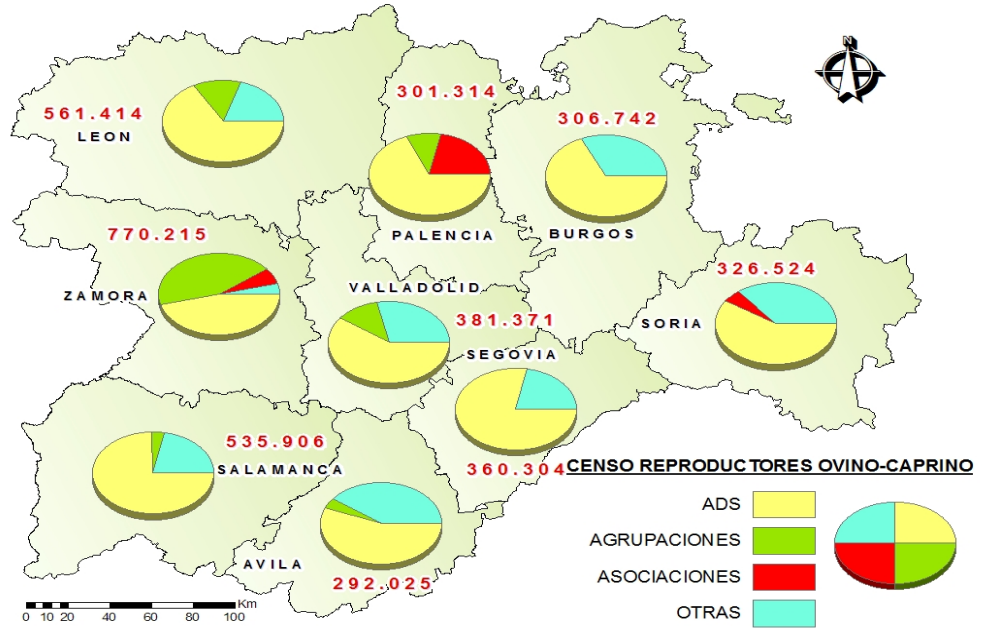 N
561.414
LEON
301.314
PALENCIA
306.742
BURGOS
770.215
ZAMORA
VALLADOLID
381.371
326.524
SORIA
SEGOVIA
360.304
535.906
SALAMANCA
AVILA
292.025
CENSO REPRODUCTORES OVINO-CAPRINO
ADS
AGRUPACIONES
ASOCIACIONES
OTRAS
Km
0 10 20 40 60 80 100